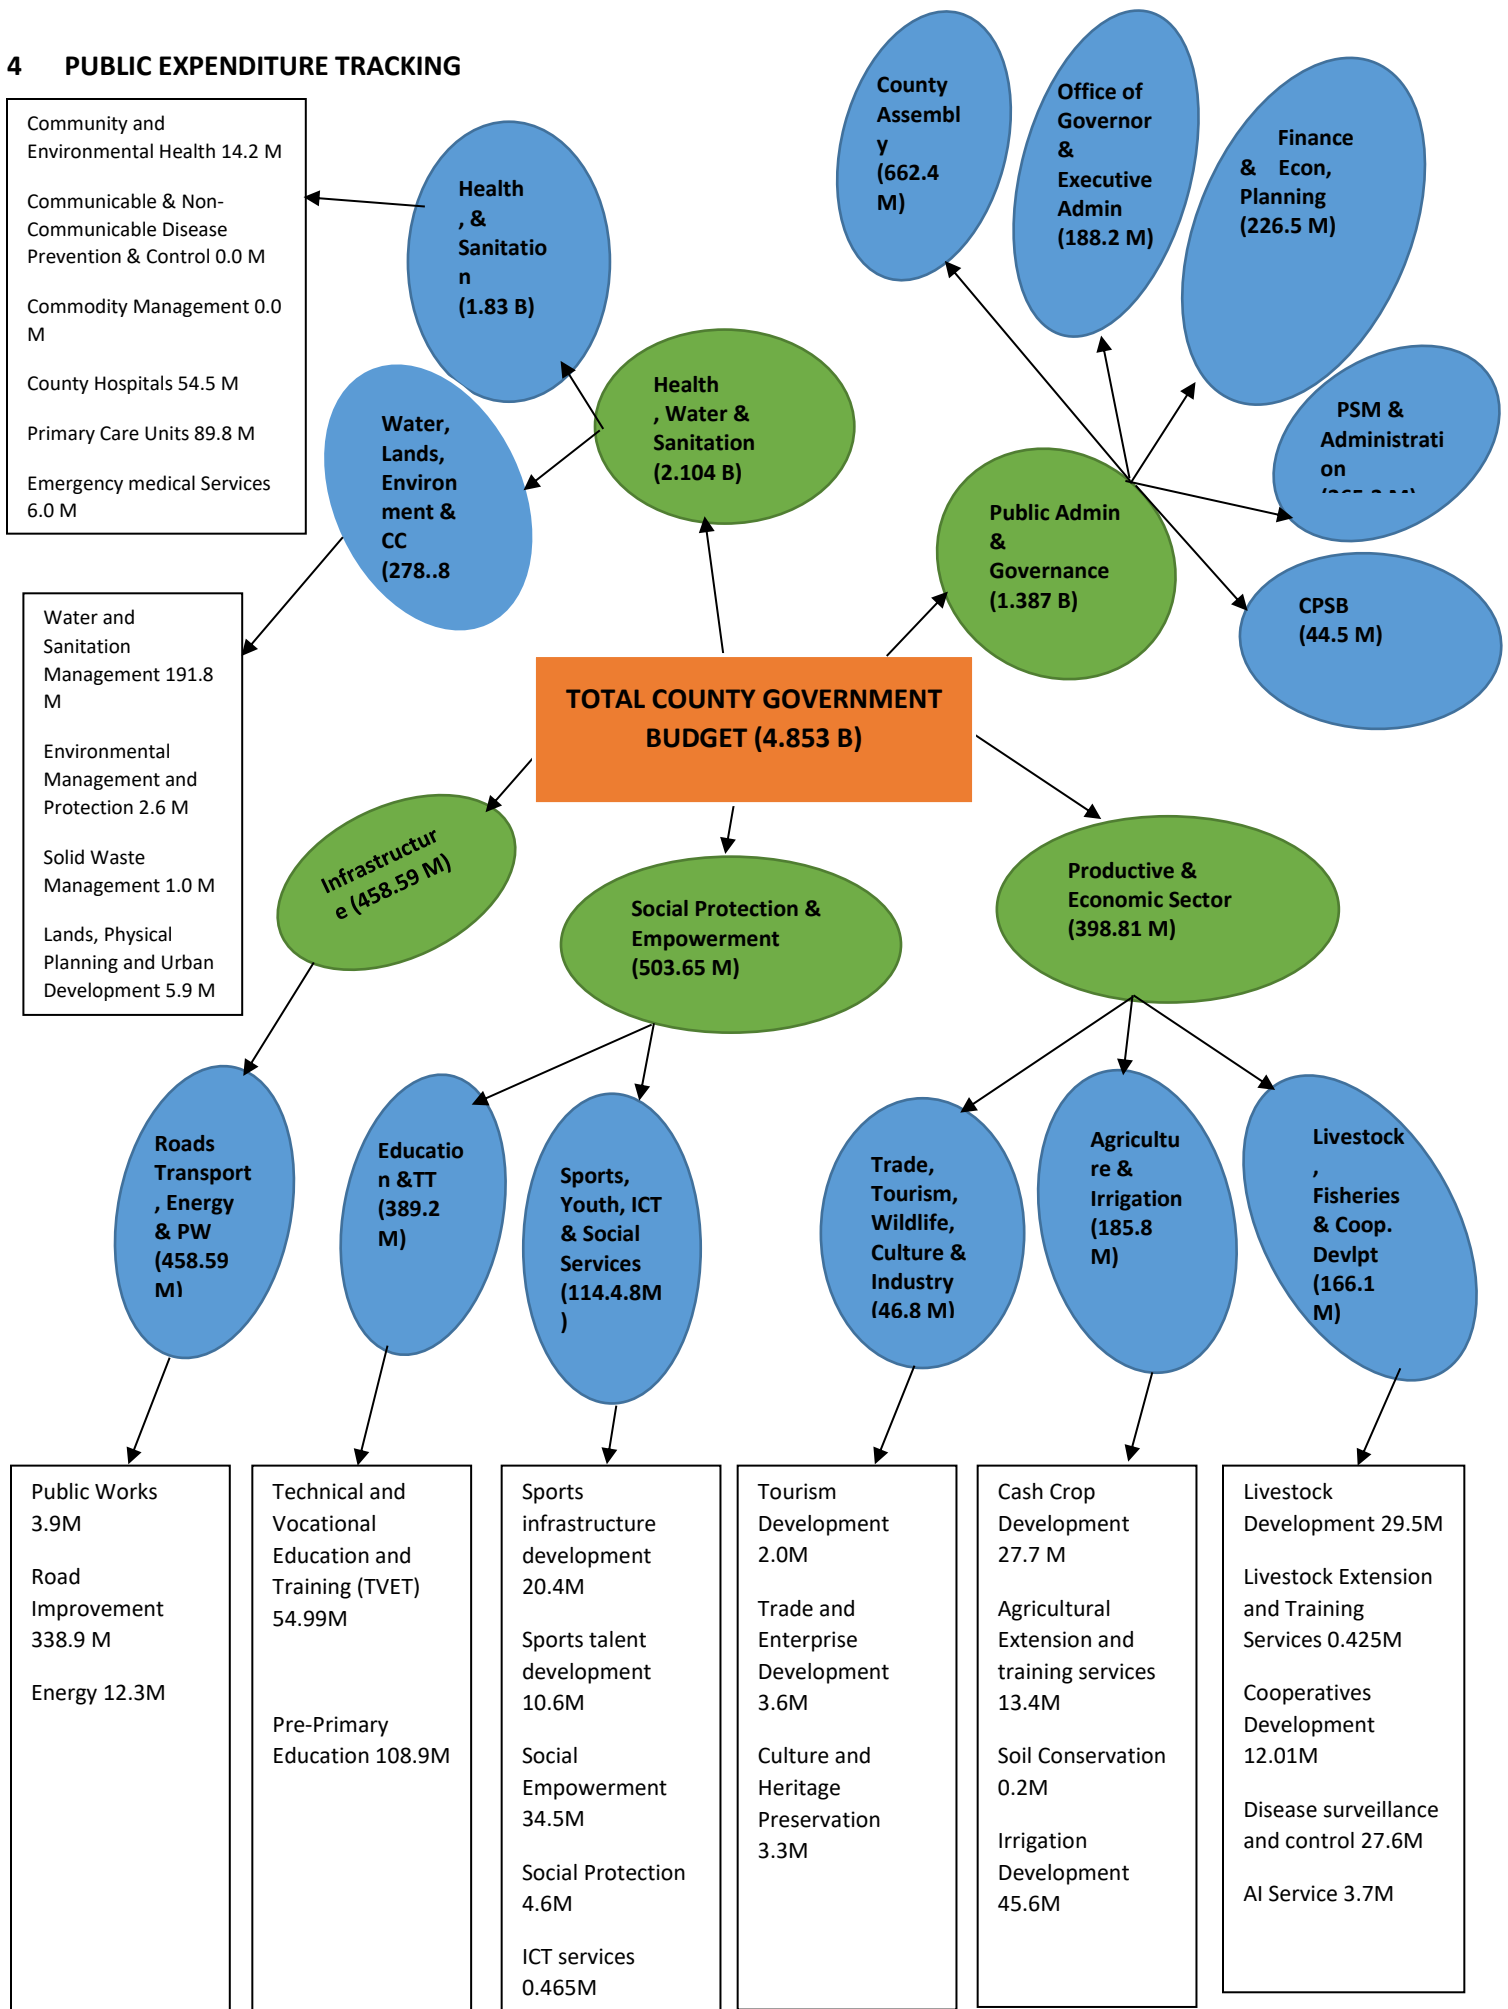 4 PUBLIC EXPENDITURE TRACKING
Community and
Environmental Health 14.2 M
Communicable & Non-
Communicable Disease
Prevention & Control 0.0 M
Commodity Management 0.0
M
County Hospitals 54.5 M
Primary Care Units 89.8 M
Emergency medical Services
6.0 M
Health
, &
Sanitatio
n
(1.83 B)
County
Assembl
y
(662.4
M)
Office of
Governor
&
Executive
Admin
(188.2 M)
Finance
& Econ,
Planning
(226.5 M)
Water,
Lands,
Environ
ment &
CC
(278..8
Health
, Water &
Sanitation
(2.104 B)
PSM &
Administrati
on
Public Admin
&
Governance
(1.387 B)
CPSB
(44.5 M)
Water and
Sanitation
Management 191.8
M
Environmental
Management and
Protection 2.6 M
Solid Waste
Management 1.0 M
Lands, Physical
Planning and Urban
Development 5.9 M
TOTAL COUNTY GOVERNMENT
BUDGET (4.853 B)
Infrastructur
e (458.59 M)
Social Protection &
Empowerment
(503.65 M)
Productive &
Economic Sector
(398.81 M)
Roads
Transport
, Energy
& PW
(458.59
M)
Educatio
n &TT
(389.2
M)
Sports,
Youth, ICT
& Social
Services
(114.4.8M
)
Trade,
Tourism,
Wildlife,
Culture &
Industry
(46.8 M)
Agricultu
re &
Irrigation
(185.8
M)
Livestock
,
Fisheries
& Coop.
Devlpt
(166.1
M)
Public Works
3.9M
Road
Improvement
338.9 M
Energy 12.3M
Technical and
Vocational
Education and
Training (TVET)
54.99M
Pre-Primary
Education 108.9M
Sports
infrastructure
development
20.4M
Sports talent
development
10.6M
Social
Empowerment
34.5M
Social Protection
4.6M
ICT services
0.465M
Tourism
Development
2.0M
Trade and
Enterprise
Development
3.6M
Culture and
Heritage
Preservation
3.3M
Cash Crop
Development
27.7 M
Agricultural
Extension and
training services
13.4M
Soil Conservation
0.2M
Irrigation
Development
45.6M
Livestock
Development 29.5M
Livestock Extension
and Training
Services 0.425M
Cooperatives
Development
12.01M
Disease surveillance
and control 27.6M
AI Service 3.7M